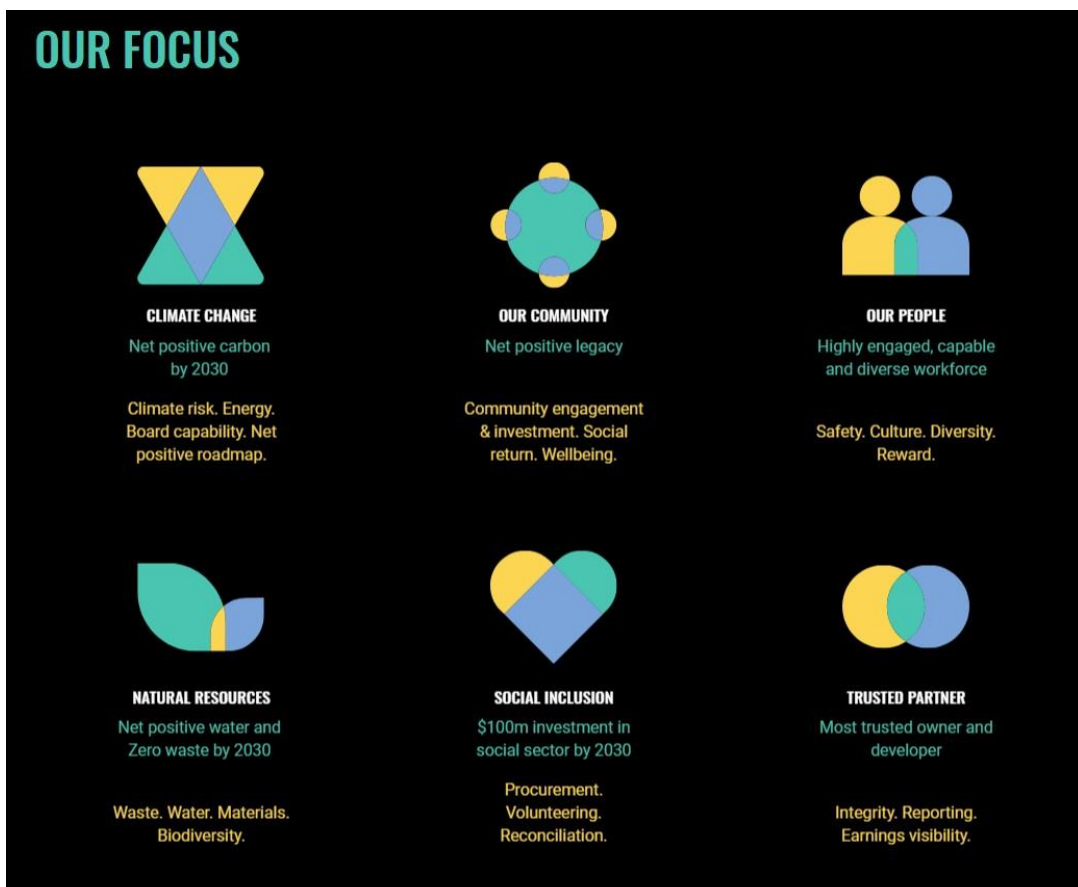 OUR FOCUS
CLIMATE CHANGE
Net positive carbon
by 2030
Climate risk. Energy.
Board capability. Net
positive roadmap.
OUR COMMUNITY
Net positive legacy
Community engagement
& investment. Social
return. Wellbeing.
OUR PEOPLE
Highly engaged, capable
and diverse workforce
Safety. Culture. Diversity.
Reward.
NATURAL RESOURCES
Net positive water and
Zero waste by 2030
Waste. Water. Materials.
Biodiversity.
SOCIAL INCLUSION
$100m investment in
social sector by 2030
Procurement.
Volunteering.
Reconciliation.
TRUSTED PARTNER
Most trusted owner and
developer
Integrity. Reporting.
Earnings visibility.